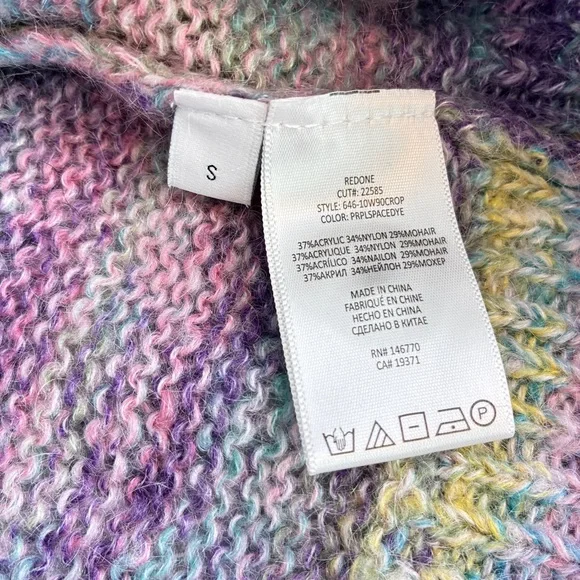 S
REDONE
CUT#: 22585
STYLE: 646-10W90CROP
COLOR: PRPLSPACEDYE
37%ACRYLIC 34%NYLON 29%MOHAIR
37%ACRYLIQUE 34%NYLON 29%MOHAIR
37%ACRÍLICO 34%NAILON 29%MOHAIR
37%АКРИЛ 34%НЕЙЛОН 29%МОХЕР
MADE IN CHINA
FABRIQUÉ EN CHINE
HECHO EN CHINA
СДЕЛАНО В КИТАЕ
RN# 146770
CA# 19371
P